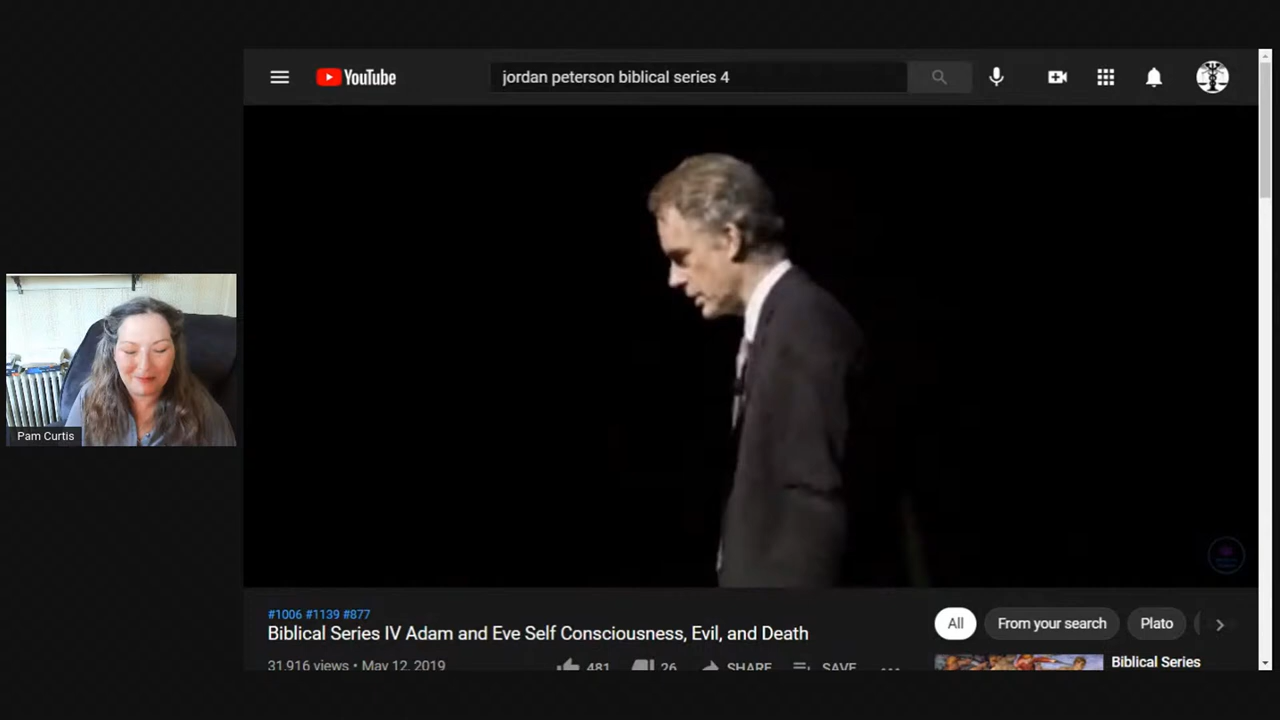 YouTube
jordan peterson biblical series 4
Pam Curtis
#1006 #1139 #877
Biblical Series IV Adam and Eve Self Consciousness, Evil, and Death
31,916 views • May 12, 2019
481
26
SHARE
SAVE
All
From your search
Plato
Biblical Series